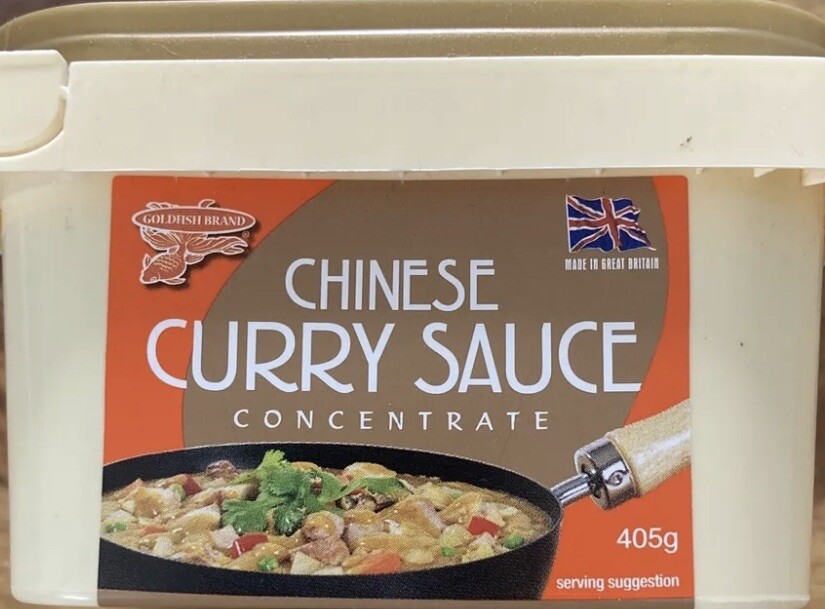 GOLDFISH BRAND
®
MADE IN GREAT BRITAIN
CHINESE
CURRY SAUCE
CONCENTRATE
405g
serving suggestion